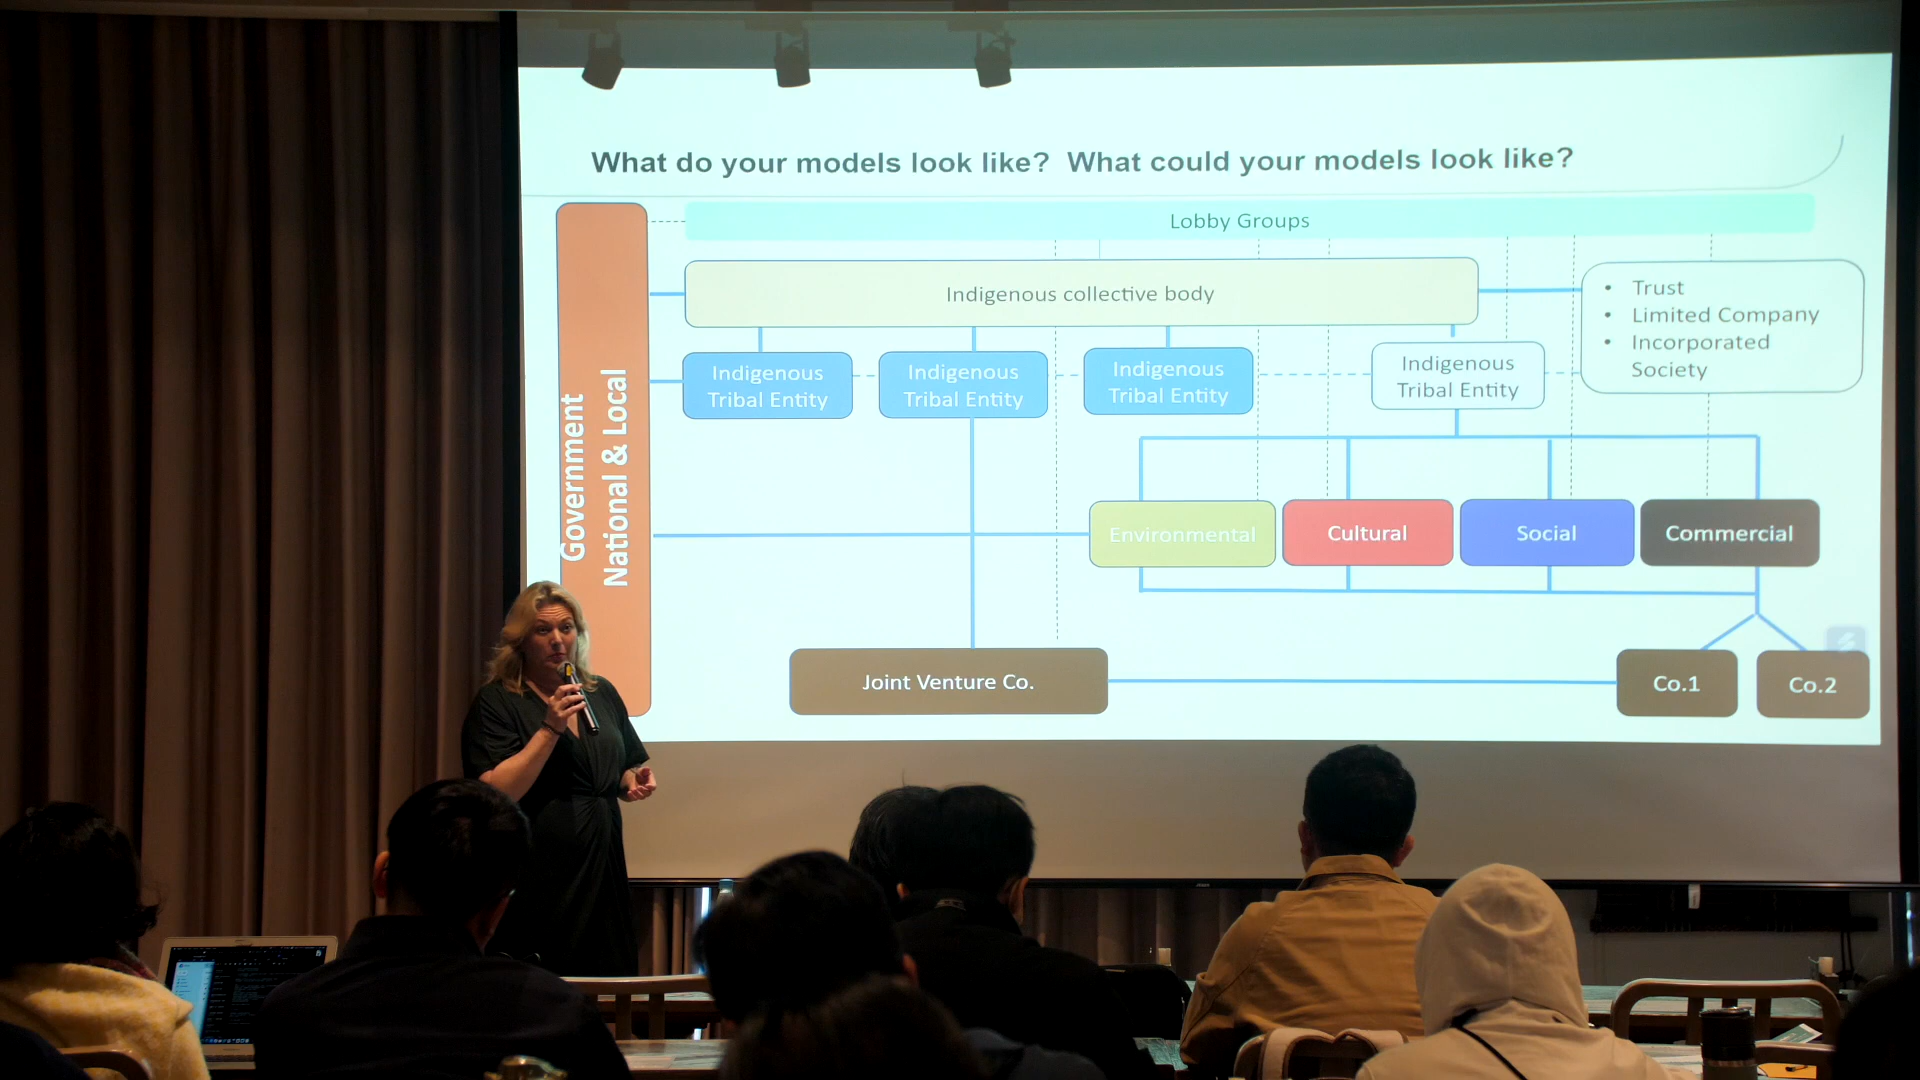 What do your models look like?  What could your models look like?
Lobby Groups
Government
National & Local
Indigenous collective body
• Trust
• Limited Company
• Incorporated
Society
Indigenous
Tribal Entity
Indigenous
Tribal Entity
Indigenous
Tribal Entity
Indigenous
Tribal Entity
Environmental
Cultural
Social
Commercial
Joint Venture Co.
Co.1
Co.2